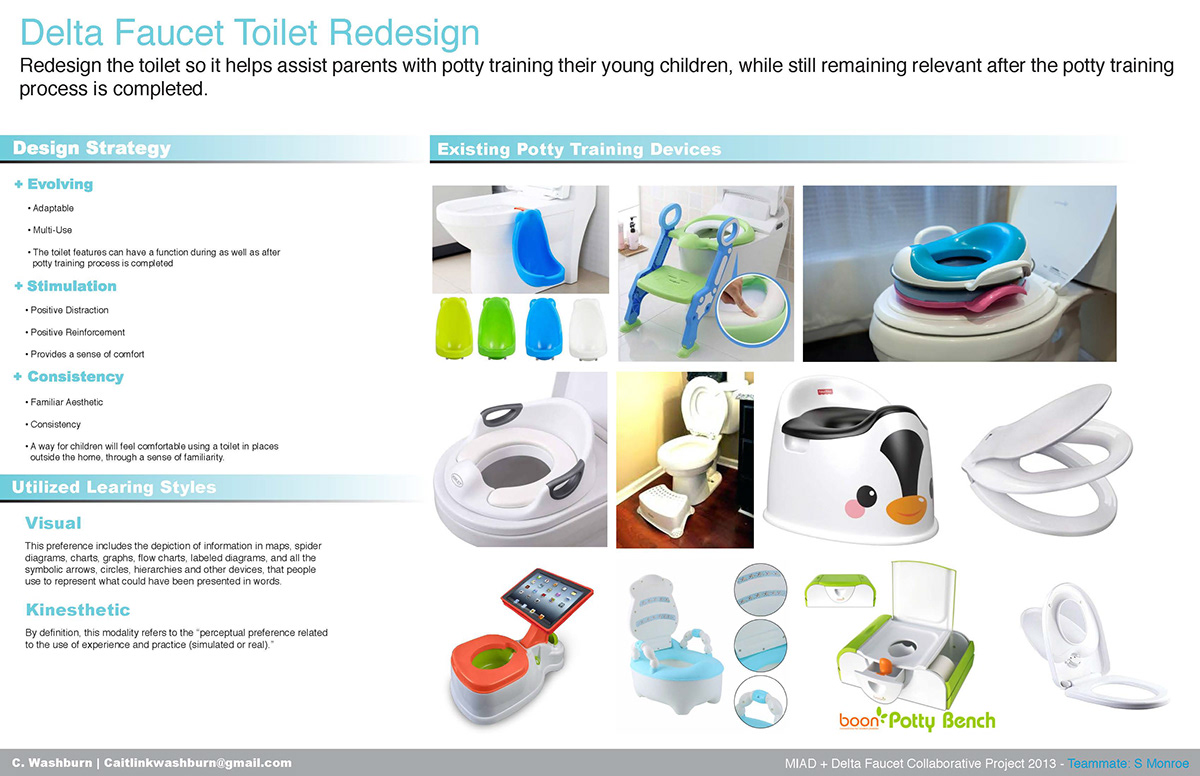 Delta Faucet Toilet Redesign
Redesign the toilet so it helps assist parents with potty training their young children, while still remaining relevant after the potty training
process is completed.
Design Strategy
+ Evolving
• Adaptable
• Multi-Use
• The toilet features can have a function during as well as after
potty training process is completed
+ Stimulation
• Positive Distraction
• Positive Reinforcement
• Provides a sense of comfort
+ Consistency
• Familiar Aesthetic
• Consistency
• A way for children will feel comfortable using a toilet in places
outside the home, through a sense of familiarity.
Utilized Learing Styles
Visual
This preference includes the depiction of information in maps, spider
diagrams, charts, graphs, flow charts, labeled diagrams, and all the
symbolic arrows, circles, hierarchies and other devices, that people
use to represent what could have been presented in words.
Kinesthetic
By definition, this modality refers to the “perceptual preference related
to the use of experience and practice (simulated or real).”
Existing Potty Training Devices
boon Potty Bench
C. Washburn | Caitlinkwashburn@gmail.com
MIAD + Delta Faucet Collaborative Project 2013 - Teammate: S Monroe